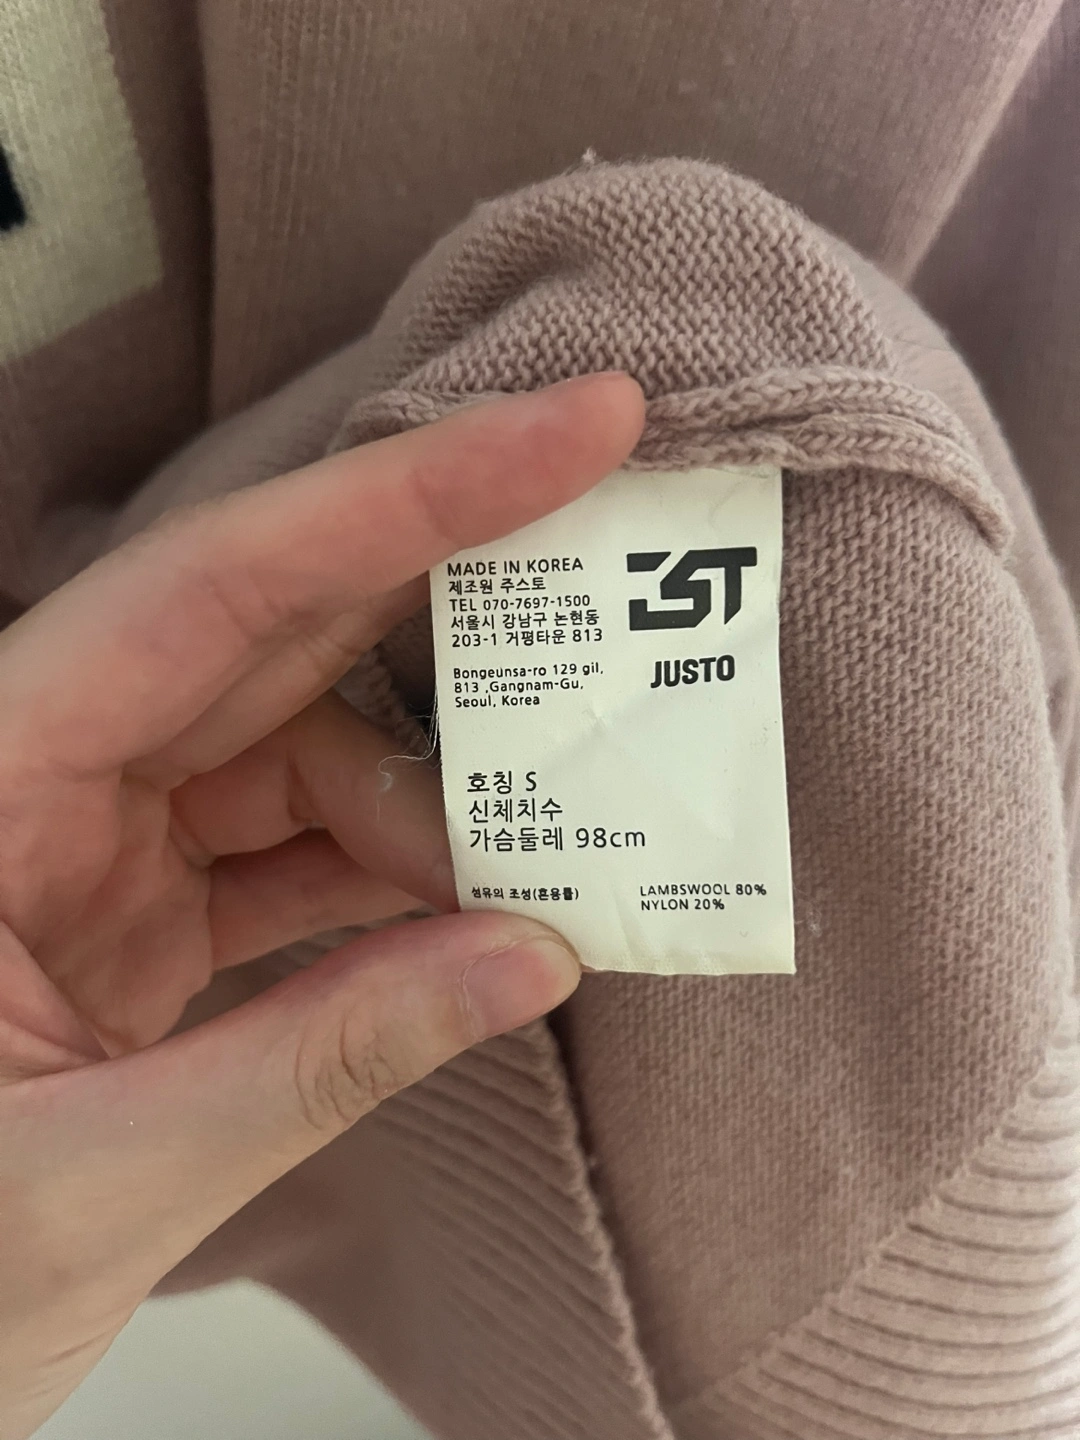 MADE IN KOREA
제조원 주스토
TEL 070-7697-1500
서울시 강남구 논현동
203-1 거평타운 813
Bongeunsa-ro 129 gil,
813 ,Gangnam-Gu,
Seoul, Korea
JST
JUSTO
호칭 S
신체치수
가슴둘레 98cm
섬유의 조성(혼용률)
LAMBSWOOL 80%
NYLON 20%